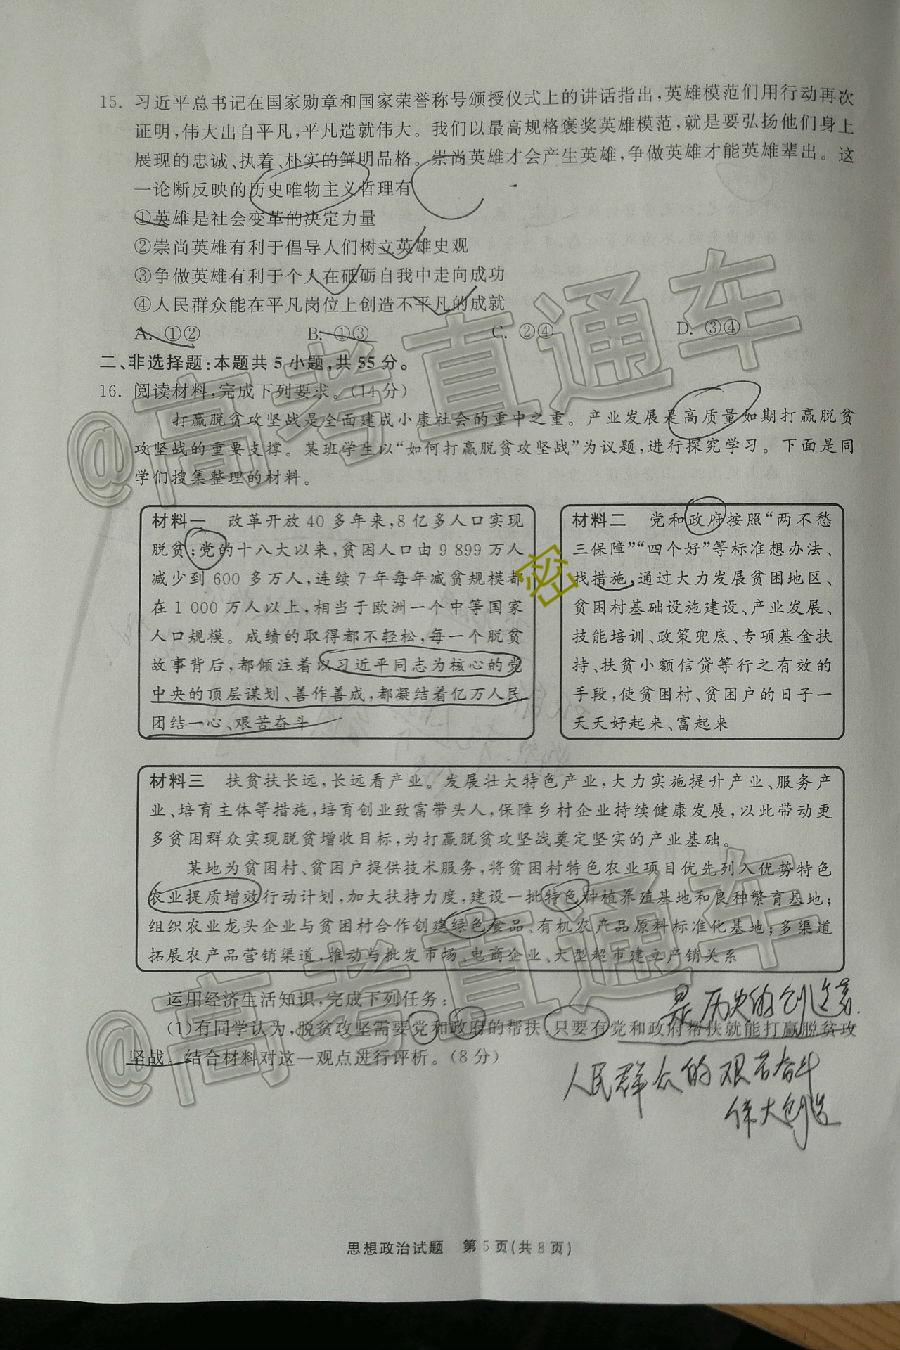 15. 习近平总书记在国家勋章和国家荣誉称号颁授仪式上的讲话指出,英雄模范们用行动再次
证明,伟大出自平凡,平凡造就伟大。我们以最高规格褒奖英雄模范,就是要弘扬他们身上
展现的忠诚、执着、朴实的鲜明品格。崇尚英雄才会产生英雄,争做英雄才能英雄辈出。这
一论断反映的历史唯物主义哲理有
①英雄是社会变革的决定力量
②崇尚英雄有利于倡导人们树立英雄史观
③争做英雄有利于个人在砥砺自我中走向成功
④人民群众能在平凡岗位上创造不平凡的成就
A. ①② B. ①③ C. ②④ D. ③④
二、非选择题:本题共5小题,共55分。
16. 阅读材料,完成下列要求。(14分)
打赢脱贫攻坚战是全面建成小康社会的重中之重。产业发展是高质量如期打赢脱贫
攻坚战的重要支撑。某班学生以“如何打赢脱贫攻坚战”为议题,进行探究学习。下面是同
学们搜集整理的材料。
材料一 改革开放40多年来,8亿多人口实现
脱贫;党的十八大以来,贫困人口由9 899万人
减少到600多万人,连续7年每年减贫规模都
在1 000万人以上,相当于欧洲一个中等国家
人口规模。成绩的取得都不轻松,每一个脱贫
故事背后,都倾注着以习近平同志为核心的党
中央的顶层谋划、善作善成,都凝结着亿万人民
团结一心、艰苦奋斗
材料二 党和政府按照“两不愁
三保障”“四个好”等标准想办法、
找措施,通过大力发展贫困地区、
贫困村基础设施建设、产业发展、
技能培训、政策兜底、专项基金扶
持、扶贫小额信贷等行之有效的
手段,使贫困村、贫困户的日子一
天天好起来、富起来
密
材料三 扶贫扶长远,长远看产业。发展壮大特色产业,大力实施提升产业、服务产
业、培育主体等措施,培育创业致富带头人,保障乡村企业持续健康发展,以此带动更
多贫困群众实现脱贫增收目标,为打赢脱贫攻坚战奠定坚实的产业基础。
某地为贫困村、贫困户提供技术服务,将贫困村特色农业项目优先列入优势特色
农业提质增效行动计划,加大扶持力度,建设一批特色种植养殖基地和良种繁育基地;
组织农业龙头企业与贫困村合作创建绿色食品、有机农产品原料标准化基地;多渠道
拓展农产品营销渠道,推动与批发市场、电商企业、大型超市建立产销关系
运用经济生活知识,完成下列任务:
是历史的创造者
(1)有同学认为,脱贫攻坚需要党和政府的帮扶,只要有党和政府帮扶就能打赢脱贫攻
坚战。结合材料对这一观点进行评析。(8分)
人民群众的艰苦奋斗
伟大创造
思想政治试题 第5页(共8页)
@高考直通车
@高考直通车